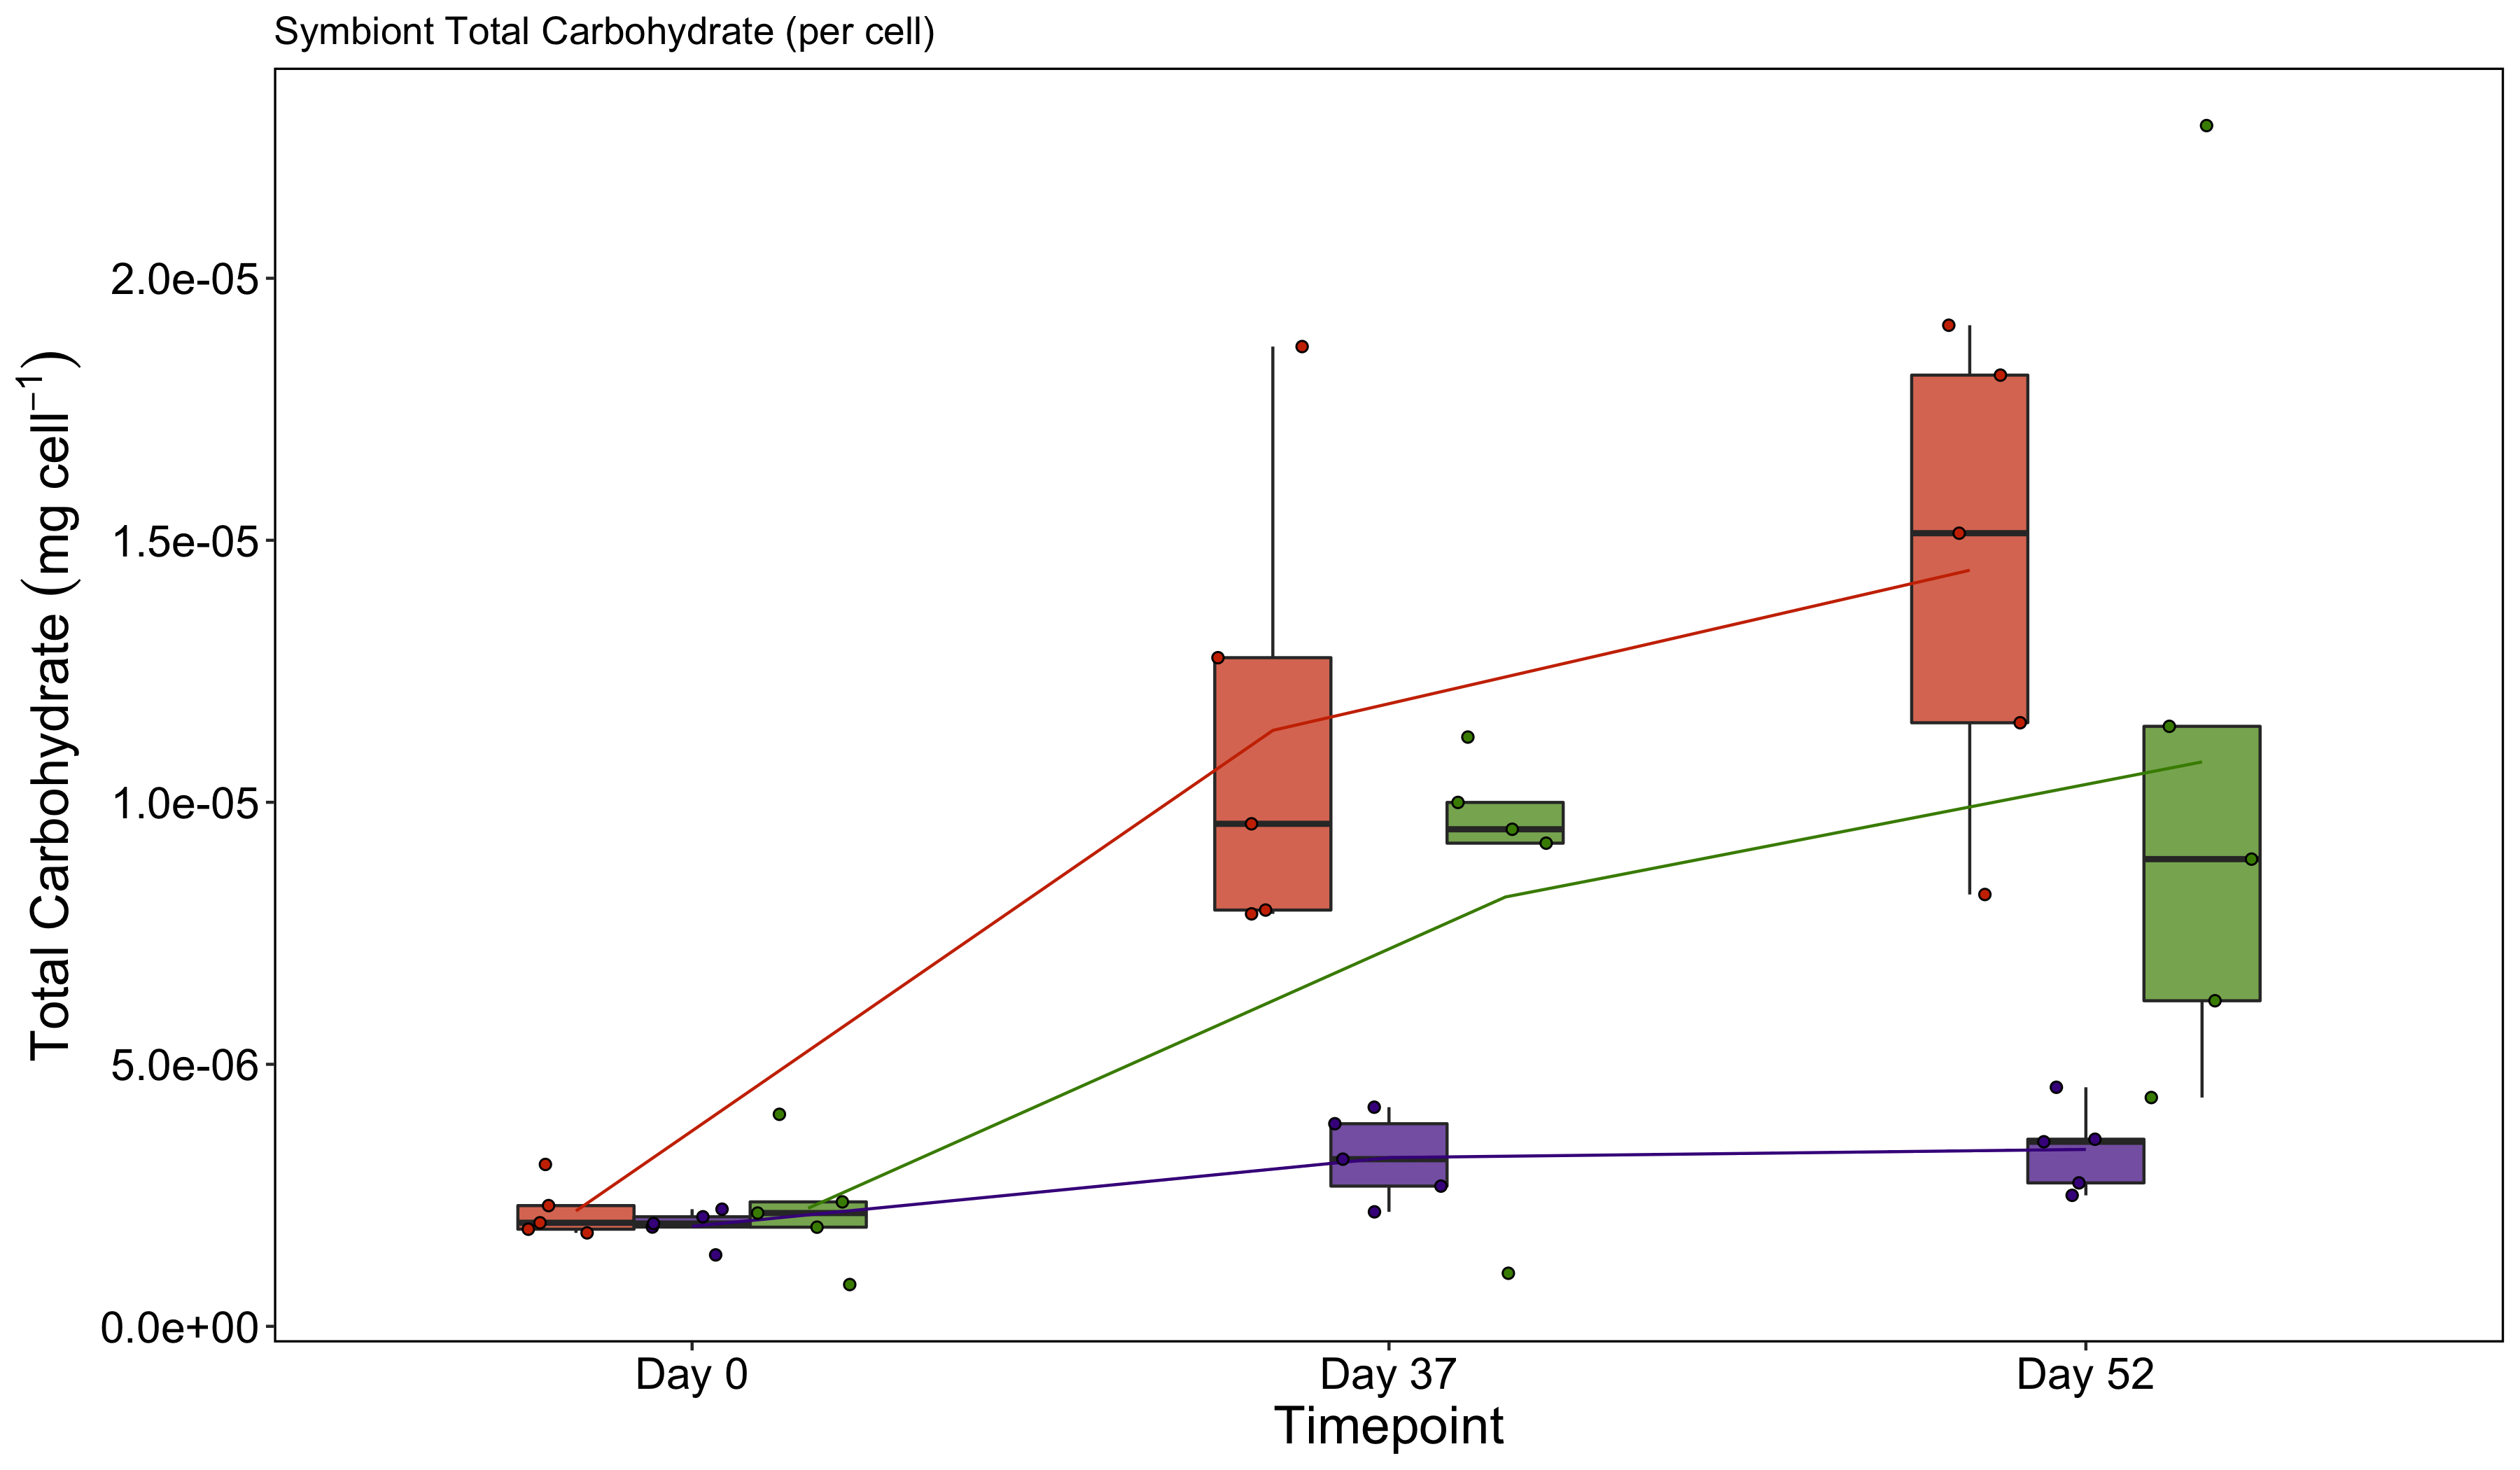 Symbiont Total Carbohydrate (per cell)
Total Carbohydrate (mg cell⁻¹)
2.0e-05
1.5e-05
1.0e-05
5.0e-06
0.0e+00
Day 0
Day 37
Day 52
Timepoint